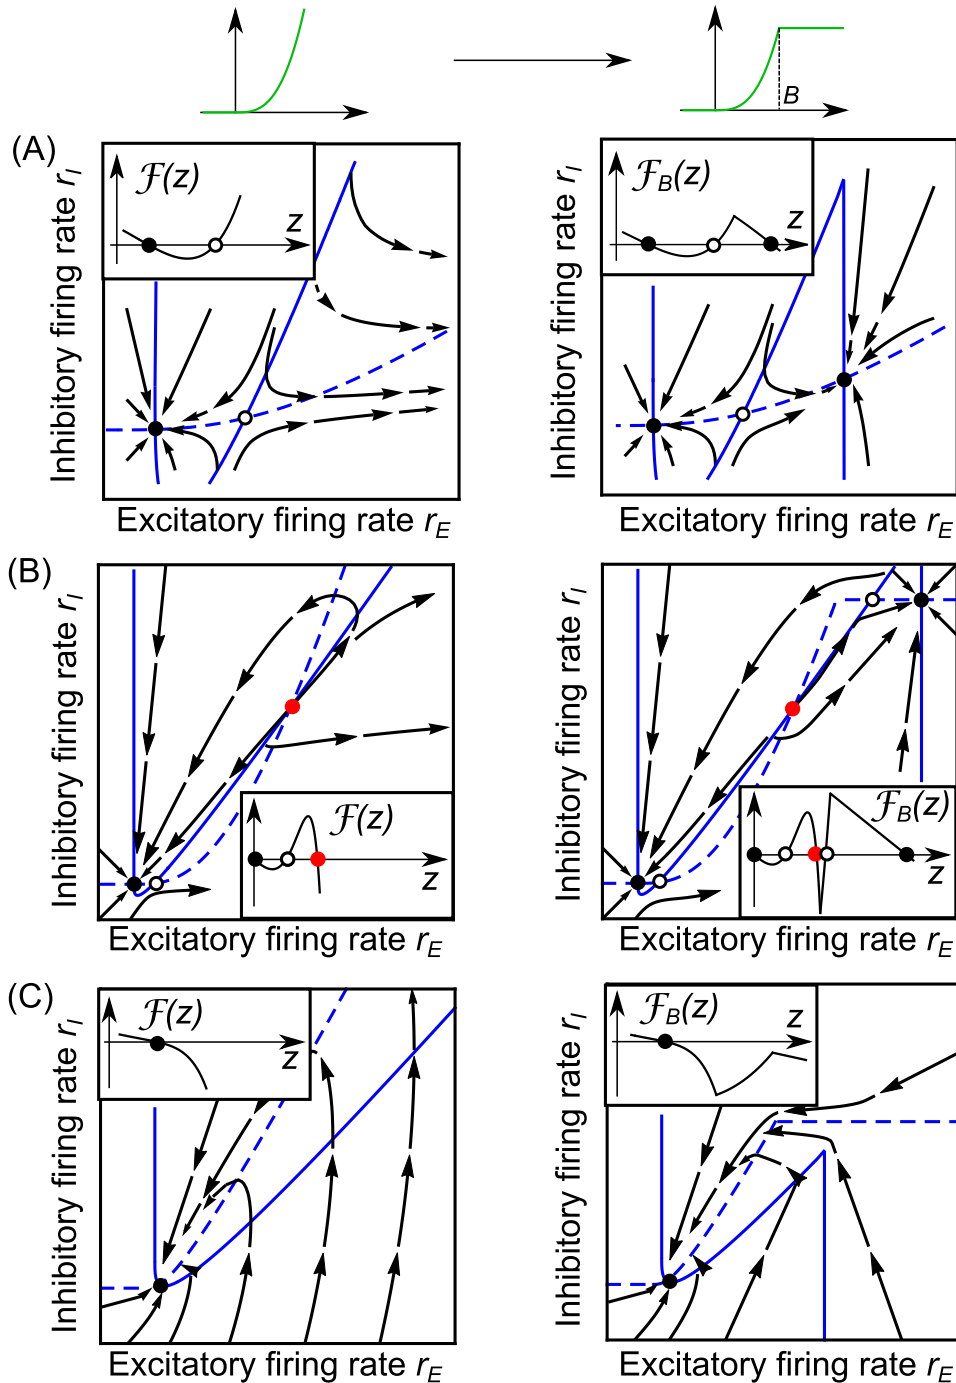 B
(A)
Inhibitory firing rate r_I
ℱ(z)
z
Excitatory firing rate r_E
Inhibitory firing rate r_I
ℱ_B(z)
z
Excitatory firing rate r_E
(B)
Inhibitory firing rate r_I
ℱ(z)
z
Excitatory firing rate r_E
Inhibitory firing rate r_I
ℱ_B(z)
z
Excitatory firing rate r_E
(C)
Inhibitory firing rate r_I
ℱ(z)
z
Excitatory firing rate r_E
Inhibitory firing rate r_I
ℱ_B(z)
z
Excitatory firing rate r_E